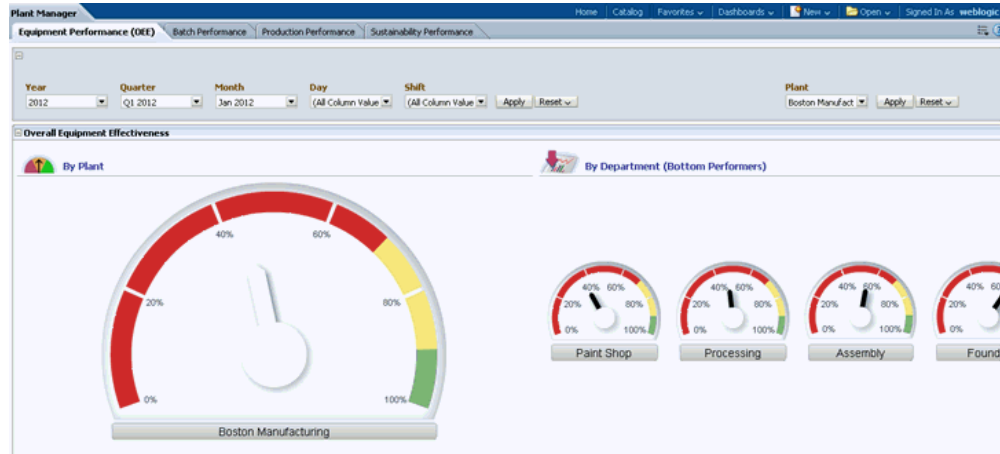 Plant Manager Home Catalog Favorites Dashboards New Open Signed In As weblogic
Equipment Performance (OEE) Batch Performance Production Performance Sustainability Performance
Year Quarter Month Day Shift Plant
2012 Q1 2012 Jan 2012 (All Column Value (All Column Value Apply Reset Boston Manufact Apply Reset
Overall Equipment Effectiveness
By Plant
By Department (Bottom Performers)
0% 20% 40% 60% 80% 100%
Boston Manufacturing
0% 20% 40% 60% 80% 100%
Paint Shop
0% 20% 40% 60% 80% 100%
Processing
0% 20% 40% 60% 80% 100%
Assembly
0% 20% 40% 60
Found